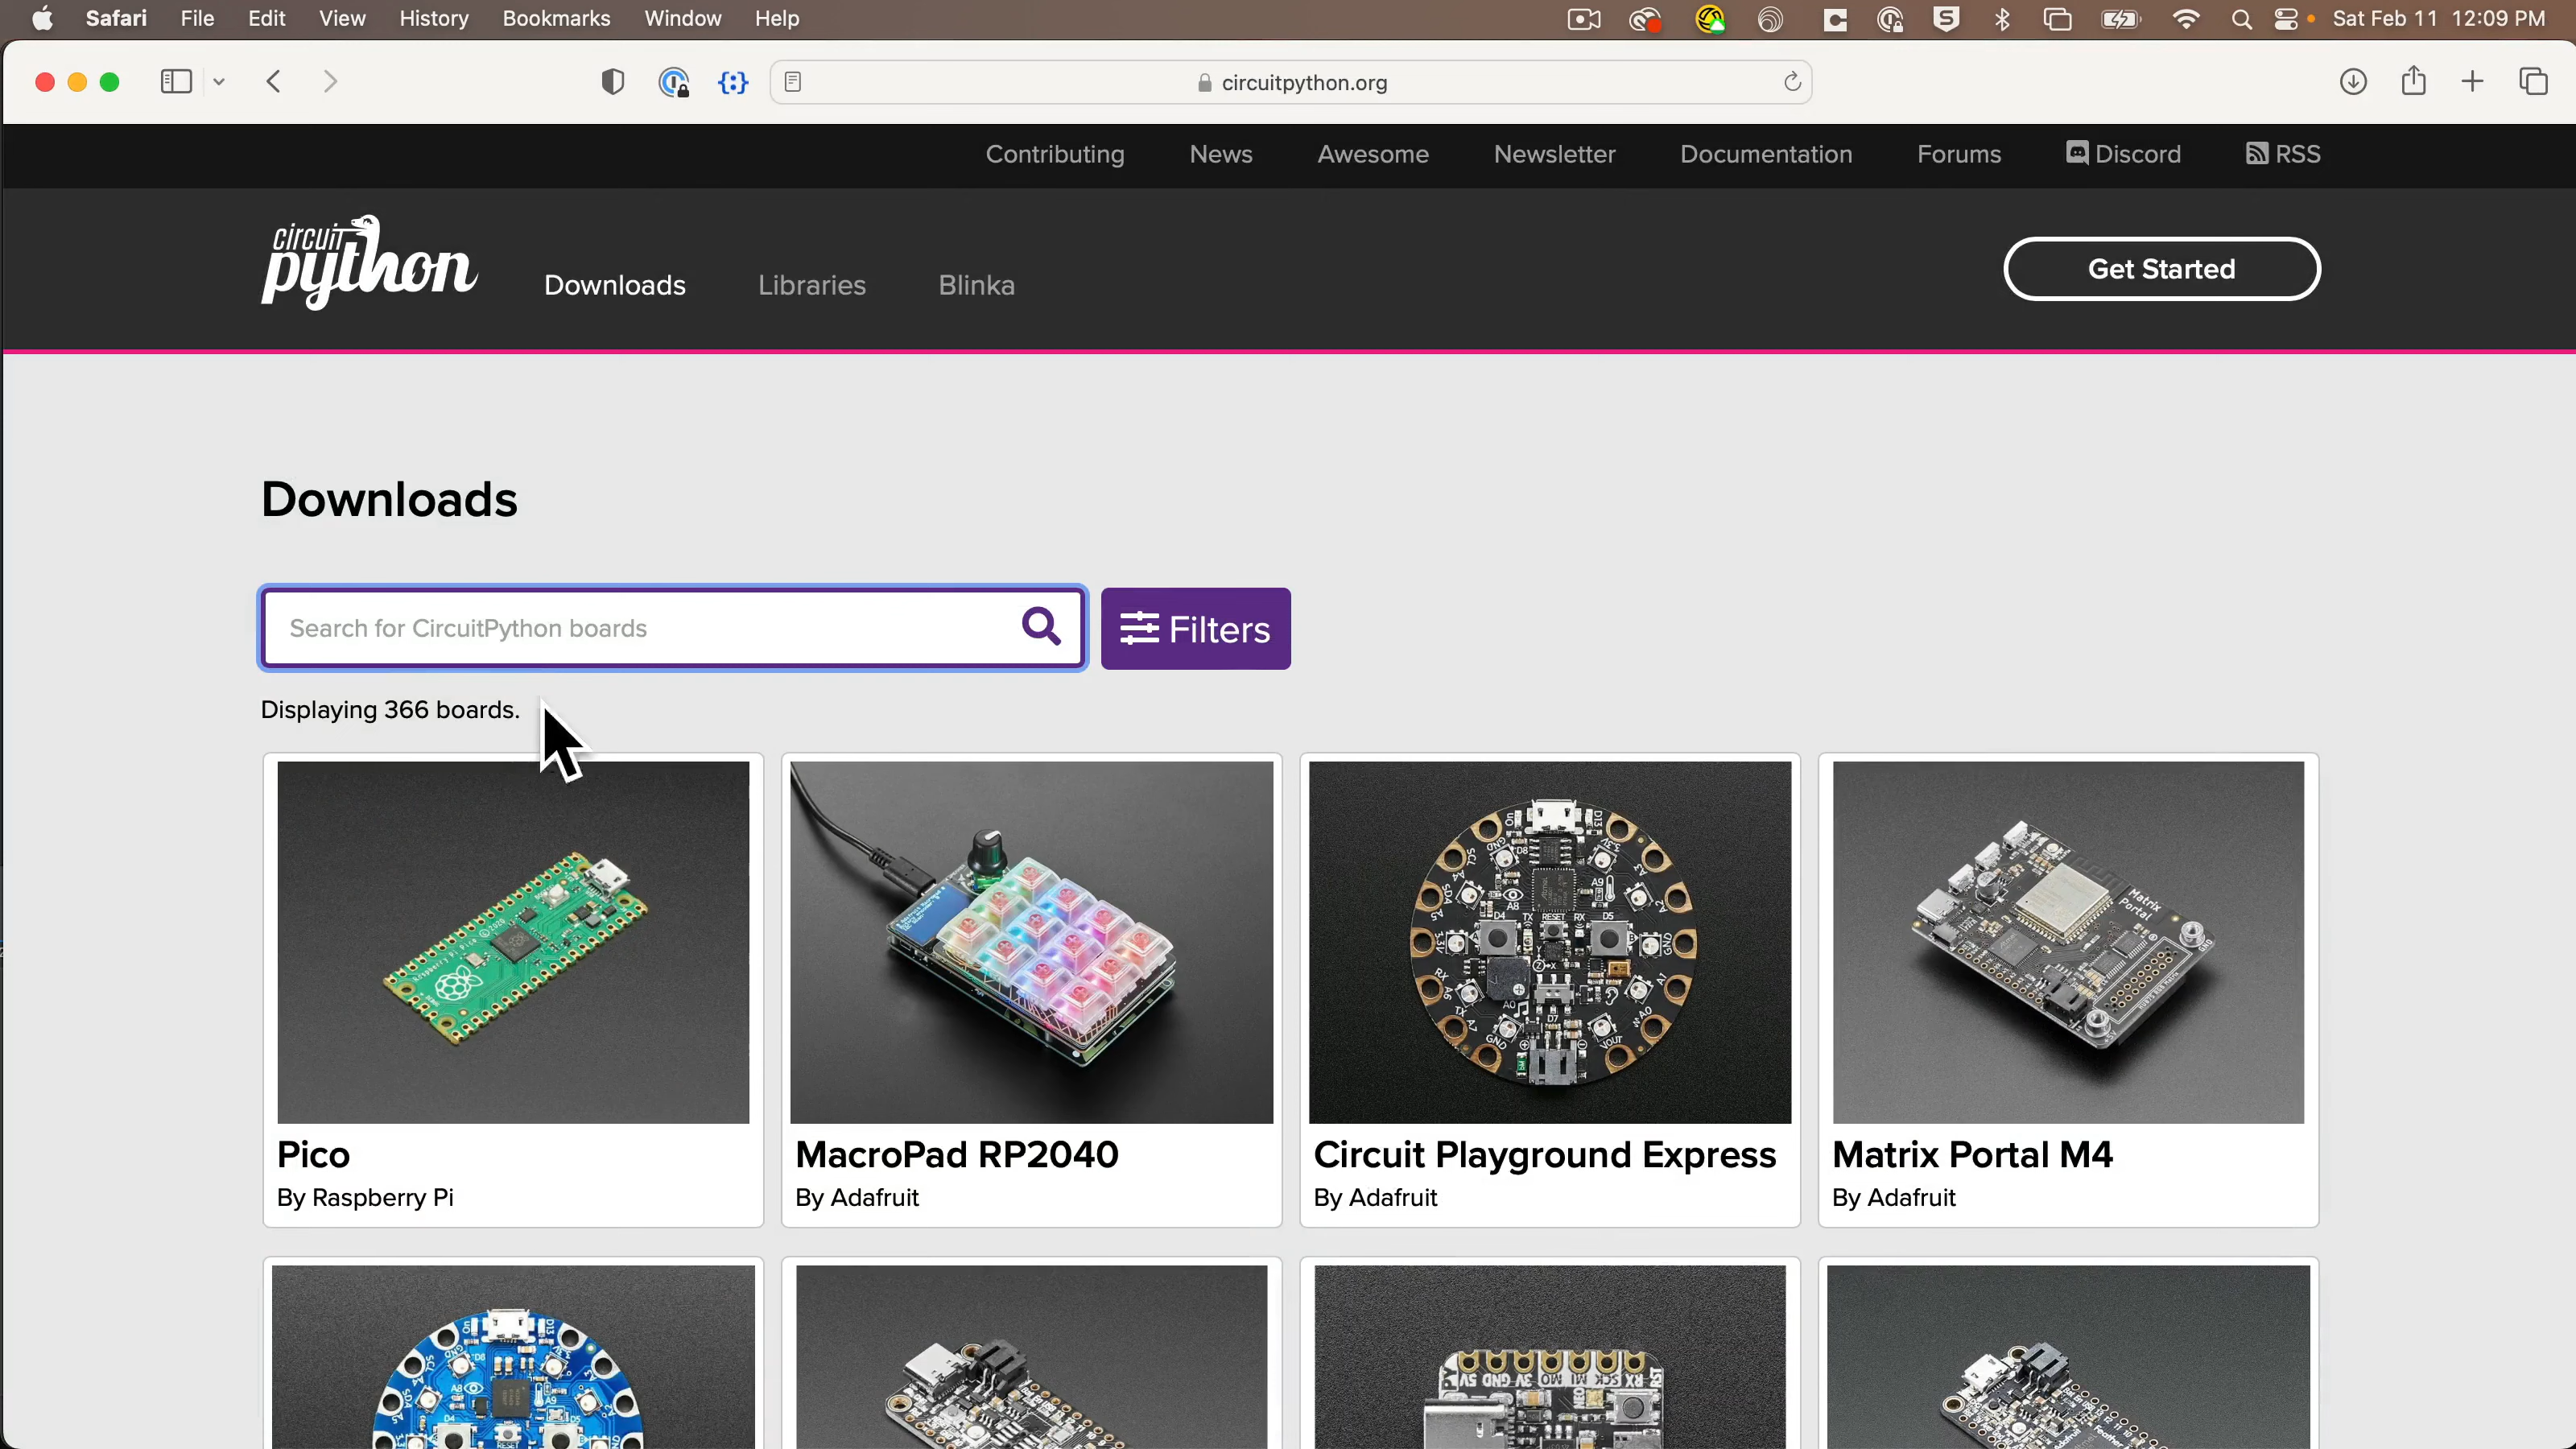 Safari File Edit View History Bookmarks Window Help Sat Feb 11 12:09 PM
circuitpython.org
Contributing News Awesome Newsletter Documentation Forums Discord RSS
circuit
python
Downloads Libraries Blinka
Get Started
Downloads
Search for CircuitPython boards
Filters
Displaying 366 boards.
Pico
By Raspberry Pi
MacroPad RP2040
By Adafruit
Circuit Playground Express
By Adafruit
Matrix Portal M4
By Adafruit